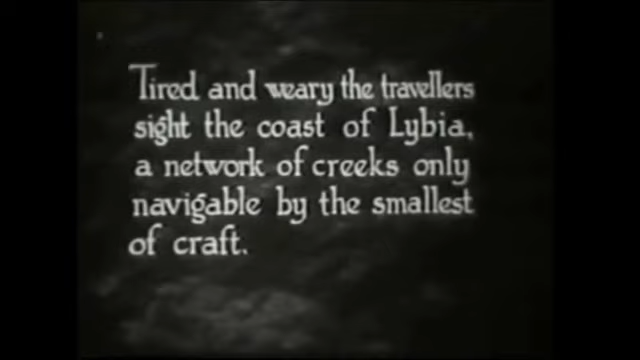 Tired and weary the travellers
sight the coast of Lybia,
a network of creeks only
navigable by the smallest
of craft.